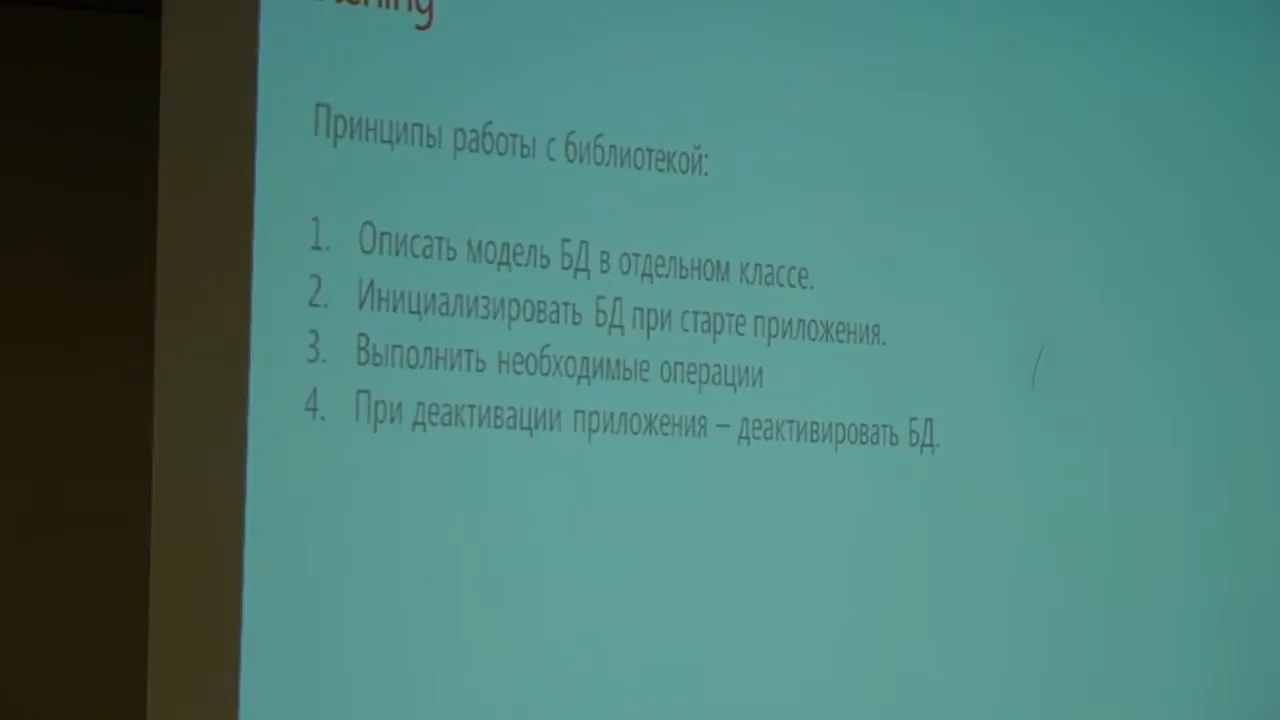 Принципы работы с библиотекой:
1. Описать модель БД в отдельном классе.
2. Инициализировать БД при старте приложения.
3. Выполнить необходимые операции
4. При деактивации приложения – деактивировать БД.